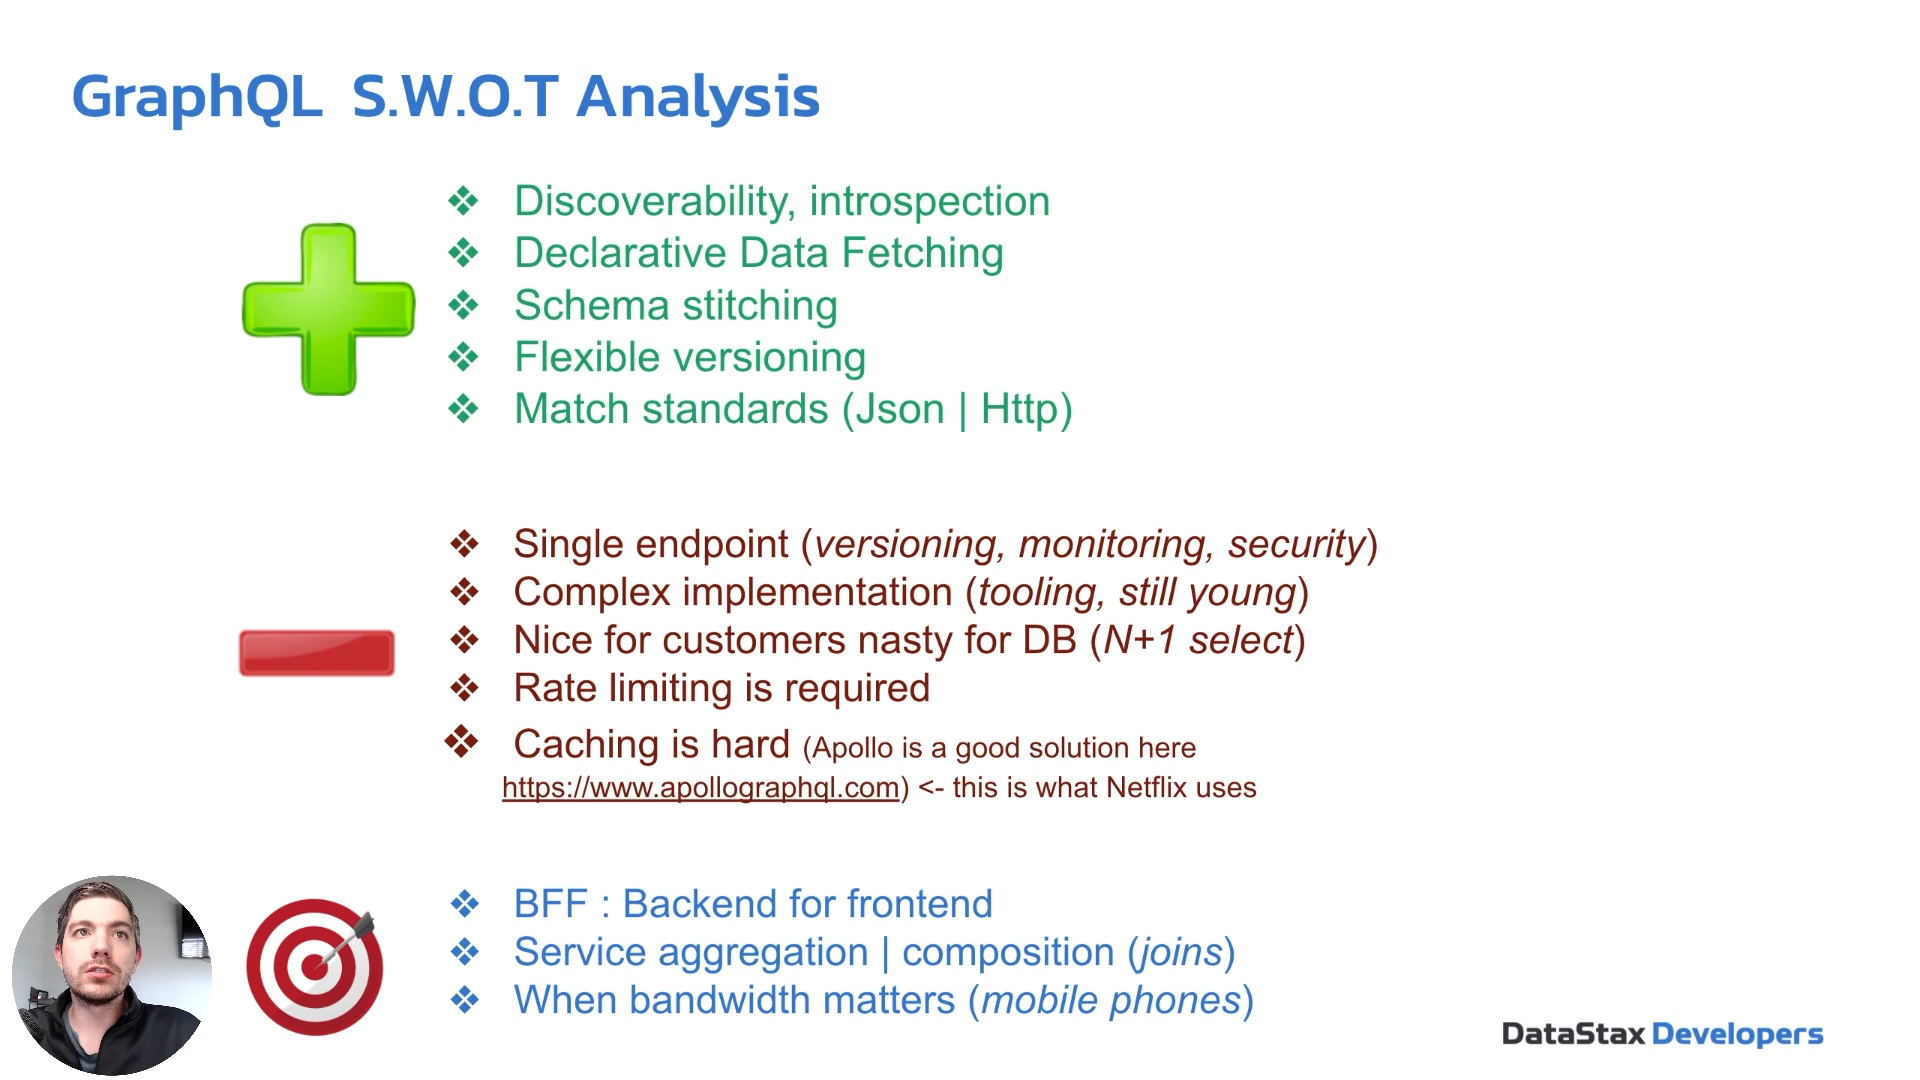 GraphQL S.W.O.T Analysis
❖ Discoverability, introspection
❖ Declarative Data Fetching
❖ Schema stitching
❖ Flexible versioning
❖ Match standards (Json | Http)
❖ Single endpoint (versioning, monitoring, security)
❖ Complex implementation (tooling, still young)
❖ Nice for customers nasty for DB (N+1 select)
❖ Rate limiting is required
❖ Caching is hard (Apollo is a good solution here
https://www.apollographql.com) <- this is what Netflix uses
❖ BFF : Backend for frontend
❖ Service aggregation | composition (joins)
❖ When bandwidth matters (mobile phones)
DataStax Developers